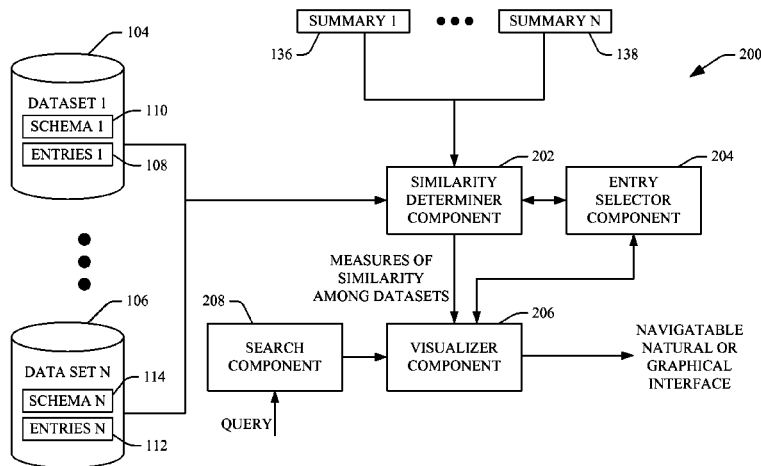 SUMMARY 1
SUMMARY N
136
138
200
104
DATASET 1
SCHEMA 1
110
ENTRIES 1
108
202
SIMILARITY
DETERMINER
COMPONENT
204
ENTRY
SELECTOR
COMPONENT
MEASURES OF
SIMILARITY
AMONG DATASETS
106
DATA SET N
SCHEMA N
114
ENTRIES N
112
208
SEARCH
COMPONENT
QUERY
206
VISUALIZER
COMPONENT
NAVIGATABLE
NATURAL OR
GRAPHICAL
INTERFACE